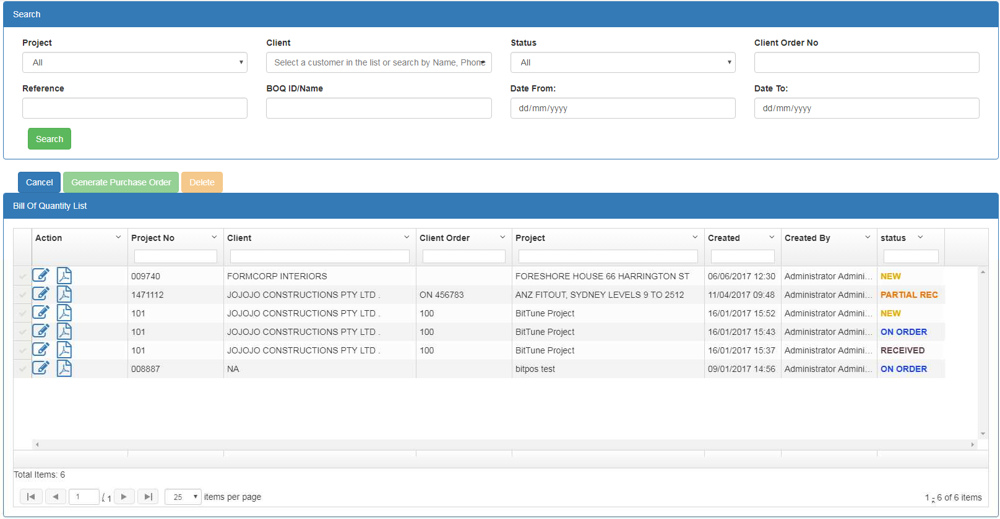 Search
Project Client Status Client Order No
All Select a customer in the list or search by Name, Phone All
Reference BOQ ID/Name Date From: Date To:
dd/mm/yyyy dd/mm/yyyy
Search
Cancel Generate Purchase Order Delete
Bill Of Quantity List
Action Project No Client Client Order Project Created Created By status
009740 FORMCORP INTERIORS FORESHORE HOUSE 66 HARRINGTON ST 06/06/2017 12:30 Administrator Admini... NEW
1471112 JOJOJO CONSTRUCTIONS PTY LTD . ON 456783 ANZ FITOUT, SYDNEY LEVELS 9 TO 2512 11/04/2017 09:48 Administrator Admini... PARTIAL REC
101 JOJOJO CONSTRUCTIONS PTY LTD . 100 BitTune Project 16/01/2017 15:52 Administrator Admini... NEW
101 JOJOJO CONSTRUCTIONS PTY LTD . 100 BitTune Project 16/01/2017 15:43 Administrator Admini... ON ORDER
101 JOJOJO CONSTRUCTIONS PTY LTD . 100 BitTune Project 16/01/2017 15:37 Administrator Admini... RECEIVED
008887 NA bitpos test 09/01/2017 14:56 Administrator Admini... ON ORDER
Total Items: 6
1 / 1 25 items per page 1 - 6 of 6 items